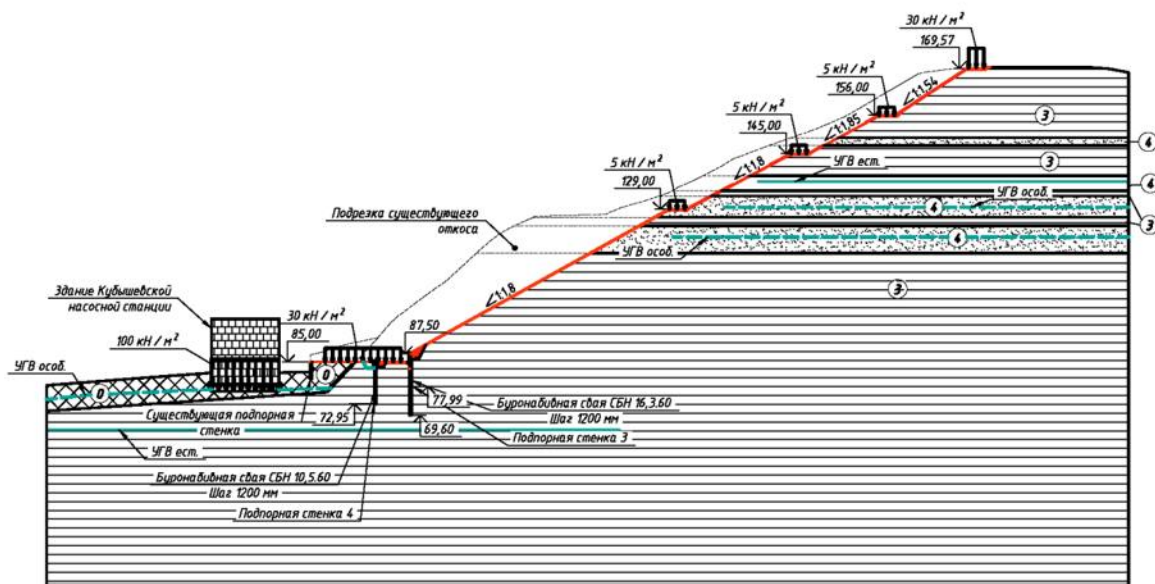 30 кН / м²
169,57
5 кН / м²
156,00
∠1:1,54
3
5 кН / м²
145,00
∠1:1,85
4
3
УГВ ест.
∠1:1,8
5 кН / м²
129,00
4
УГВ особ.
4
3
Подрезка существующего
откоса
УГВ особ.
4
3
∠1:1,8
Здание Кубышевской
насосной станции
30 кН / м²
87,50
100 кН / м²
85,00
УГВ особ.
0
0
77,99
Буронабивная свая СБН 16,3.60
Шаг 1200 мм
Существующая подпорная
стенка
72,95
69,60
Подпорная стенка 3
УГВ ест.
Буронабивная свая СБН 10,5.60
Шаг 1200 мм
Подпорная стенка 4